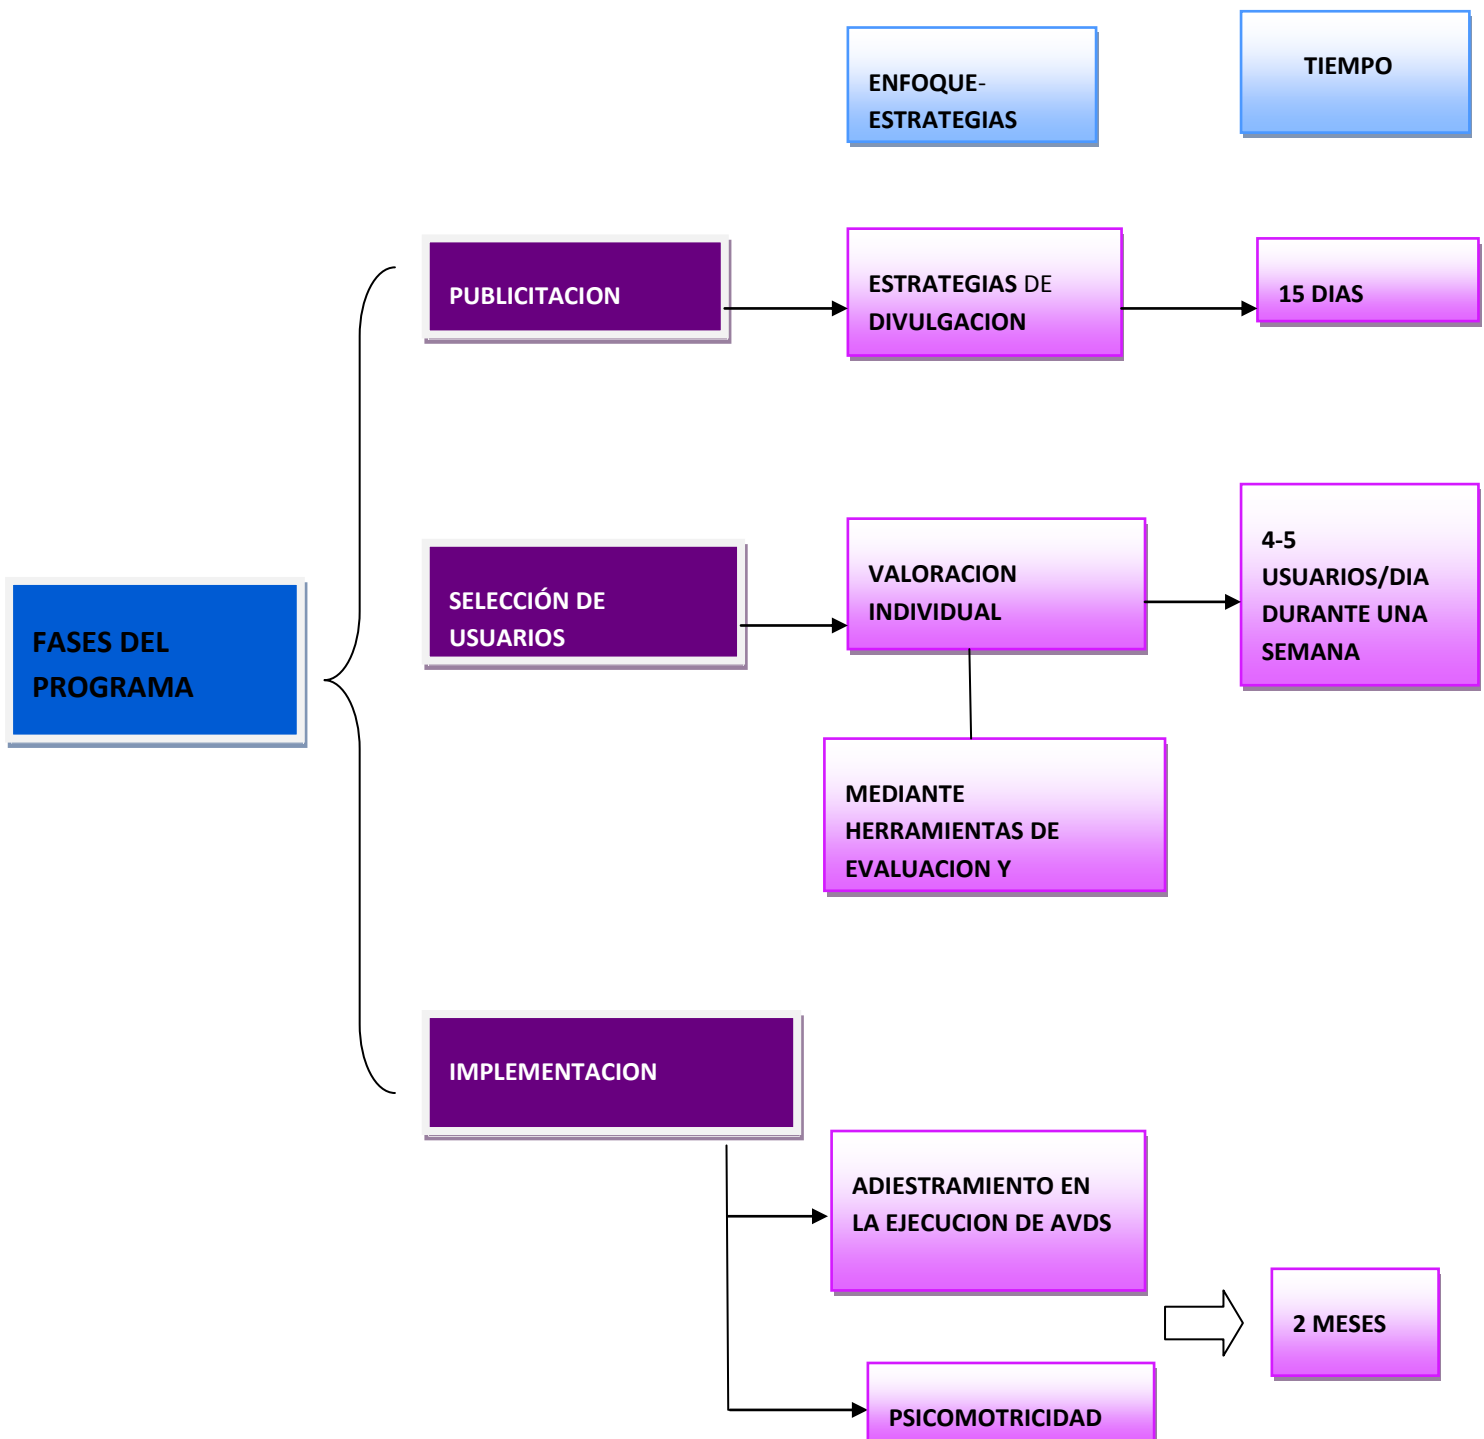 ENFOQUE-
ESTRATEGIAS
TIEMPO
PUBLICITACION
ESTRATEGIAS DE
DIVULGACION
15 DIAS
SELECCIÓN DE
USUARIOS
VALORACION
INDIVIDUAL
4-5
USUARIOS/DIA
DURANTE UNA
SEMANA
FASES DEL
PROGRAMA
MEDIANTE
HERRAMIENTAS DE
EVALUACION Y
IMPLEMENTACION
ADIESTRAMIENTO EN
LA EJECUCION DE AVDS
2 MESES
PSICOMOTRICIDAD